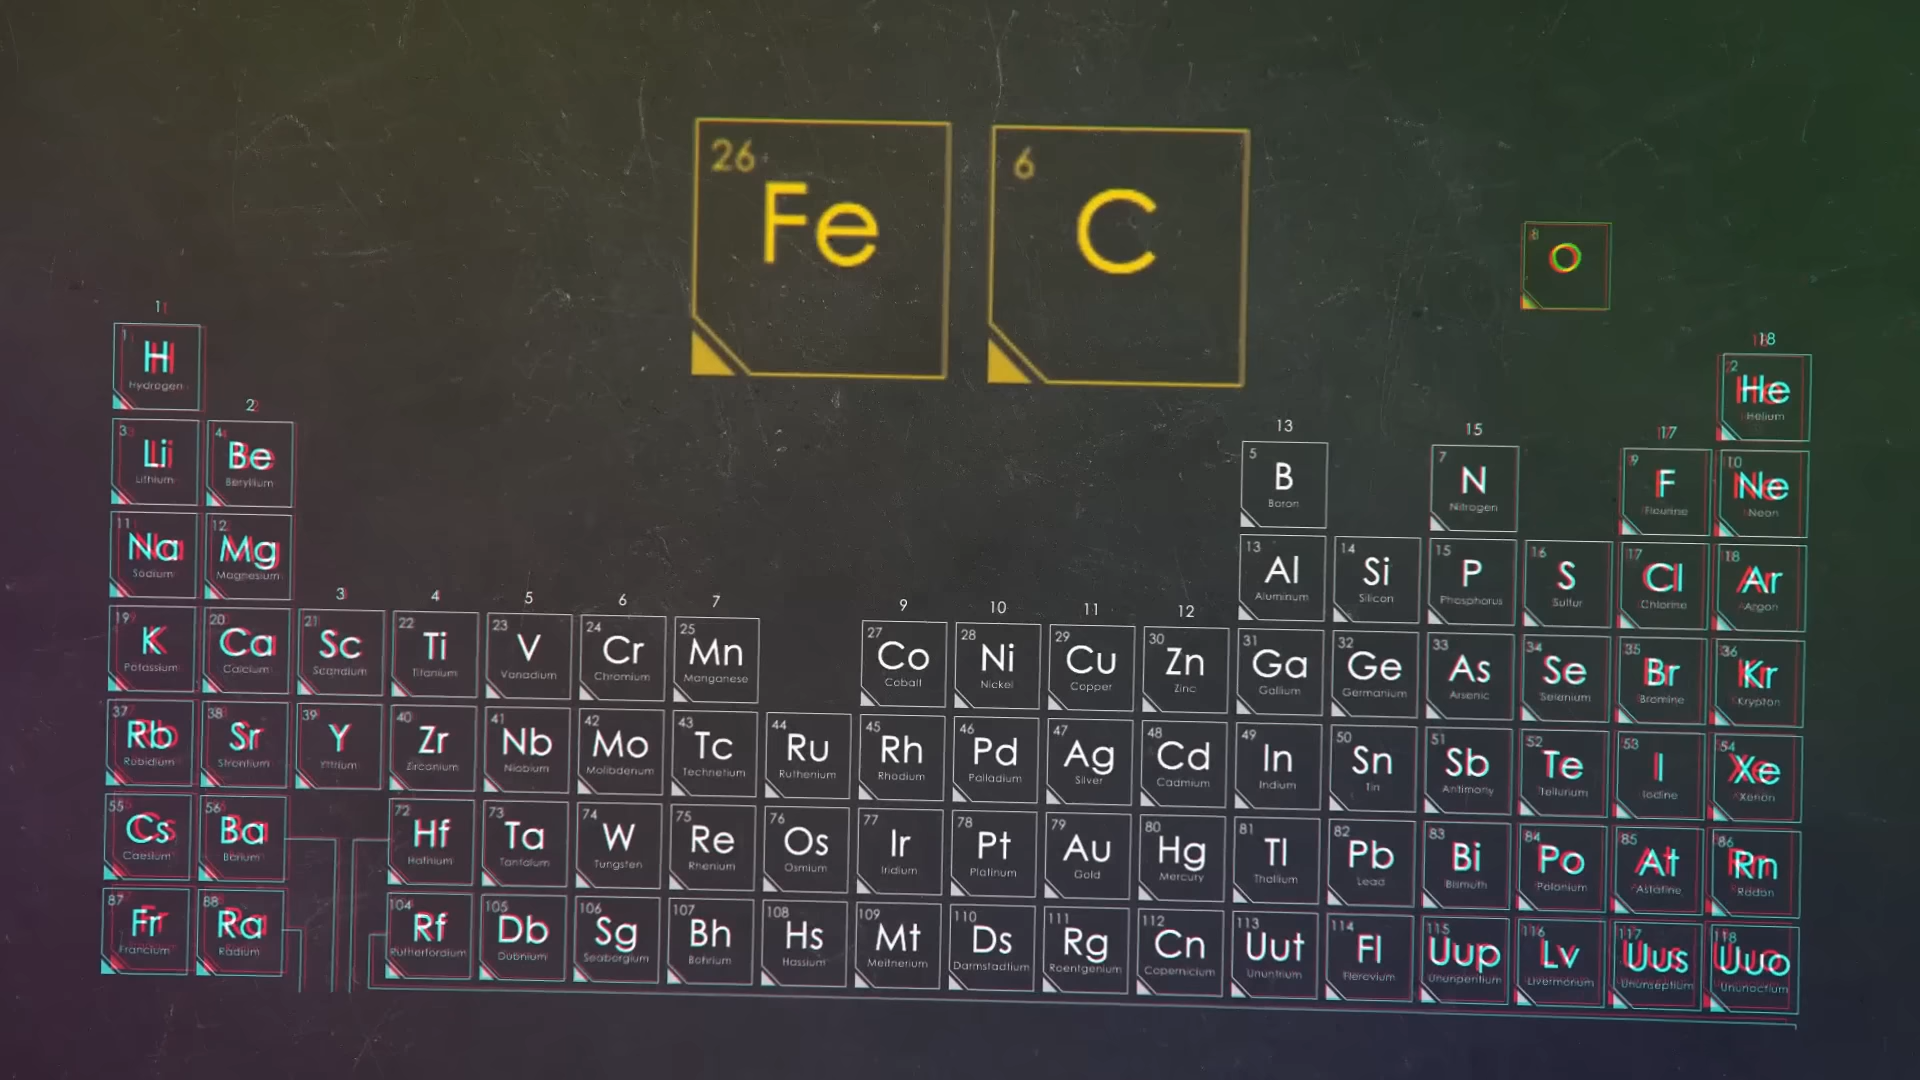 26
Fe
6
C
8
O
1
18
1
H
Hydrogen
2
He
Helium
2
13
15
17
3
Li
Lithium
4
Be
Beryllium
5
B
Boron
7
N
Nitrogen
9
F
Flourine
10
Ne
Neon
11
Na
Sodium
12
Mg
Magnesium
13
Al
Aluminum
14
Si
Silicon
15
P
Phosphorus
16
S
Sulfur
17
Cl
Chlorine
18
Ar
Argon
3
4
5
6
7
9
10
11
12
19
K
Potassium
20
Ca
Calcium
21
Sc
Scandium
22
Ti
Titanium
23
V
Vanadium
24
Cr
Chromium
25
Mn
Manganese
27
Co
Cobalt
28
Ni
Nickel
29
Cu
Copper
30
Zn
Zinc
31
Ga
Gallium
32
Ge
Germanium
33
As
Arsenic
34
Se
Selenium
35
Br
Bromine
36
Kr
Krypton
37
Rb
Rubidium
38
Sr
Strontium
39
Y
Yttrium
40
Zr
Zirconium
41
Nb
Niobium
42
Mo
Molibdenum
43
Tc
Technetium
44
Ru
Ruthenium
45
Rh
Rhodium
46
Pd
Palladium
47
Ag
Silver
48
Cd
Cadmium
49
In
Indium
50
Sn
Tin
51
Sb
Antimony
52
Te
Tellurium
53
I
Iodine
54
Xe
Xenon
55
Cs
Caesium
56
Ba
Barium
72
Hf
Hafnium
73
Ta
Tantalum
74
W
Tungsten
75
Re
Rhenium
76
Os
Osmium
77
Ir
Iridium
78
Pt
Platinum
79
Au
Gold
80
Hg
Mercury
81
Tl
Thallium
82
Pb
Lead
83
Bi
Bismuth
84
Po
Polonium
85
At
Astatine
86
Rn
Radon
87
Fr
Francium
88
Ra
Radium
104
Rf
Rutherfordium
105
Db
Dubnium
106
Sg
Seaborgium
107
Bh
Bohrium
108
Hs
Hassium
109
Mt
Meitnerium
110
Ds
Darmstadtium
111
Rg
Roentgenium
112
Cn
Copernicium
113
Uut
Ununtrium
114
Fl
Flerovium
115
Uup
Ununpentium
116
Lv
Livermorium
117
Uus
Ununseptium
118
Uuo
Ununoctium